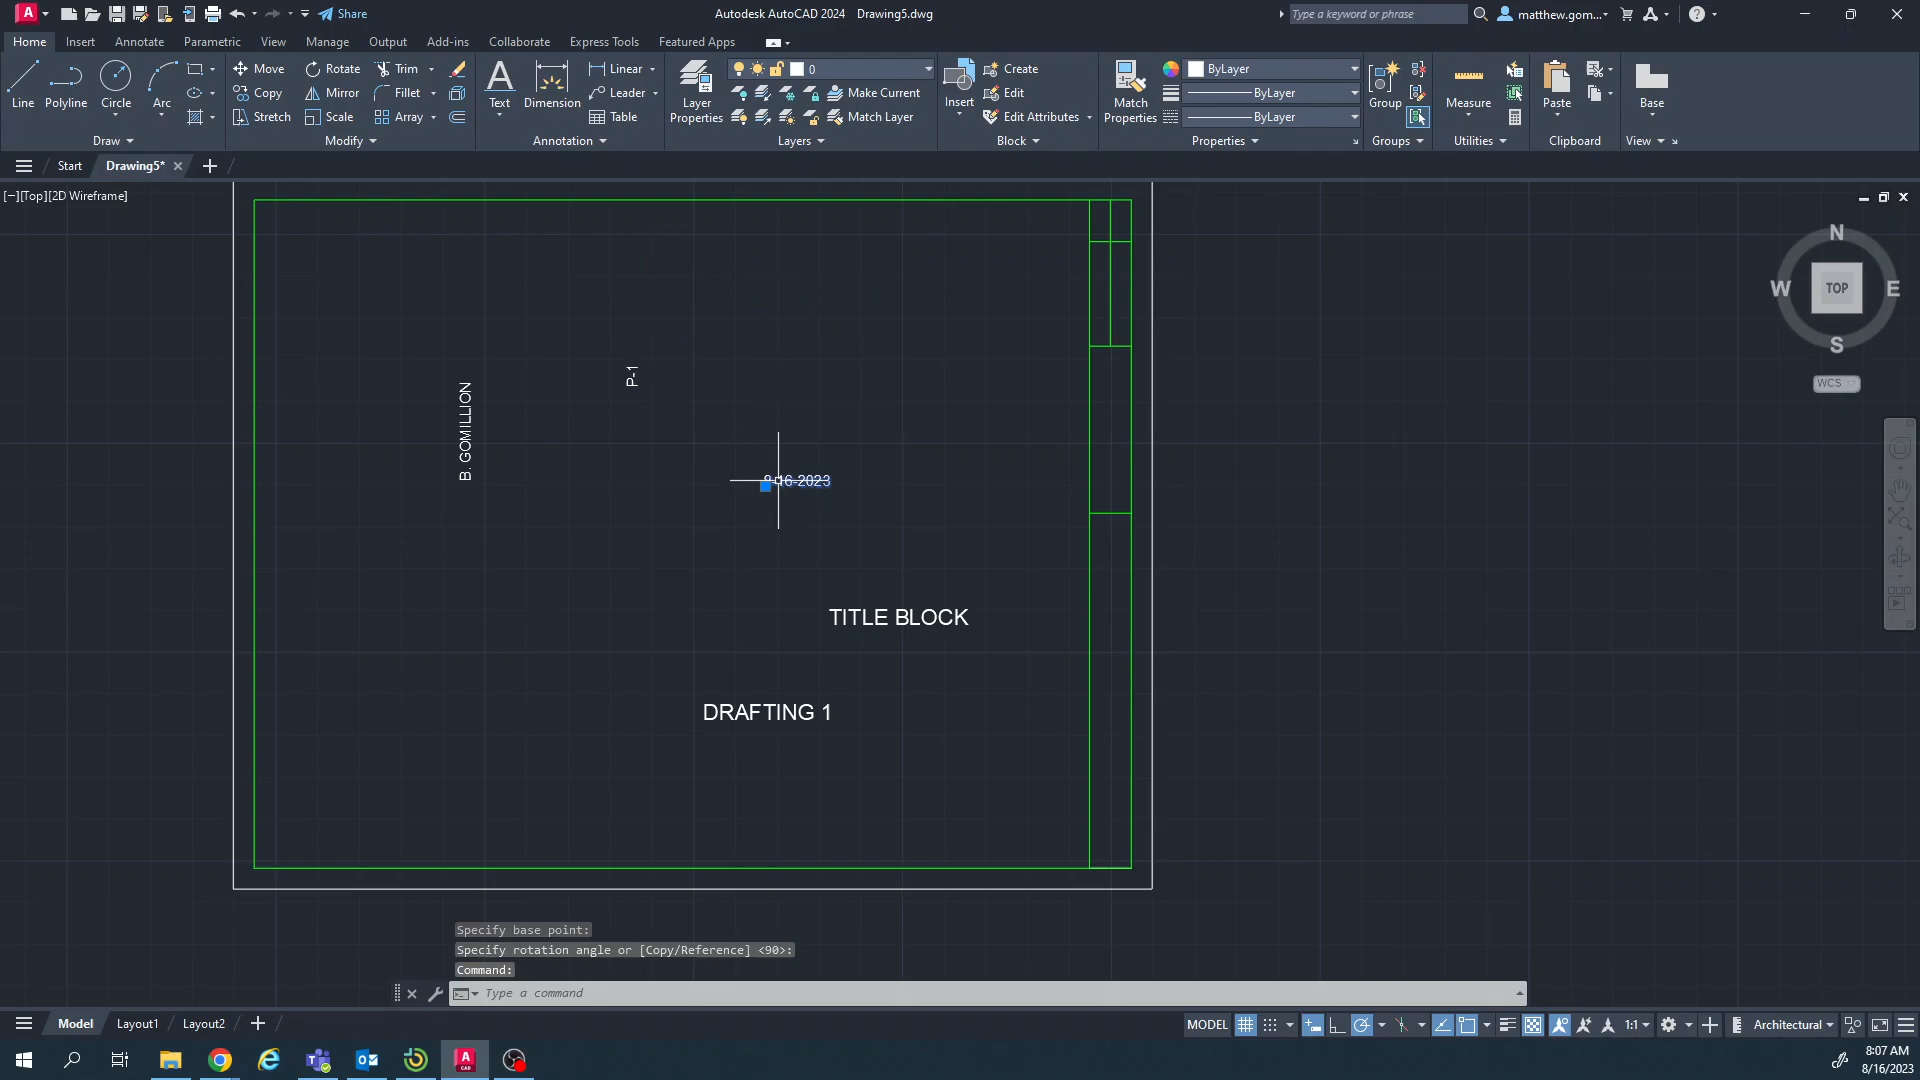 Share
Autodesk AutoCAD 2024 Drawing5.dwg
Type a keyword or phrase
matthew.gom...
Home Insert Annotate Parametric View Manage Output Add-ins Collaborate Express Tools Featured Apps
Line Polyline Circle Arc
Draw
Move Rotate Trim
Copy Mirror Fillet
Stretch Scale Array
Modify
Text Dimension
Linear
Leader
Table
Annotation
Layer Properties
0
Make Current
Match Layer
Layers
Insert
Create
Edit
Edit Attributes
Block
Match Properties
ByLayer
ByLayer
ByLayer
Properties
Group
Groups
Measure
Utilities
Paste
Clipboard
Base
View
Start Drawing5*
[−][Top][2D Wireframe]
N
W TOP E
S
WCS
P-1
B. GOMILLION
8-16-2023
TITLE BLOCK
DRAFTING 1
Specify base point:
Specify rotation angle or [Copy/Reference] <90>:
Command:
Type a command
Model Layout1 Layout2
MODEL 1:1 Architectural
8:07 AM
8/16/2023